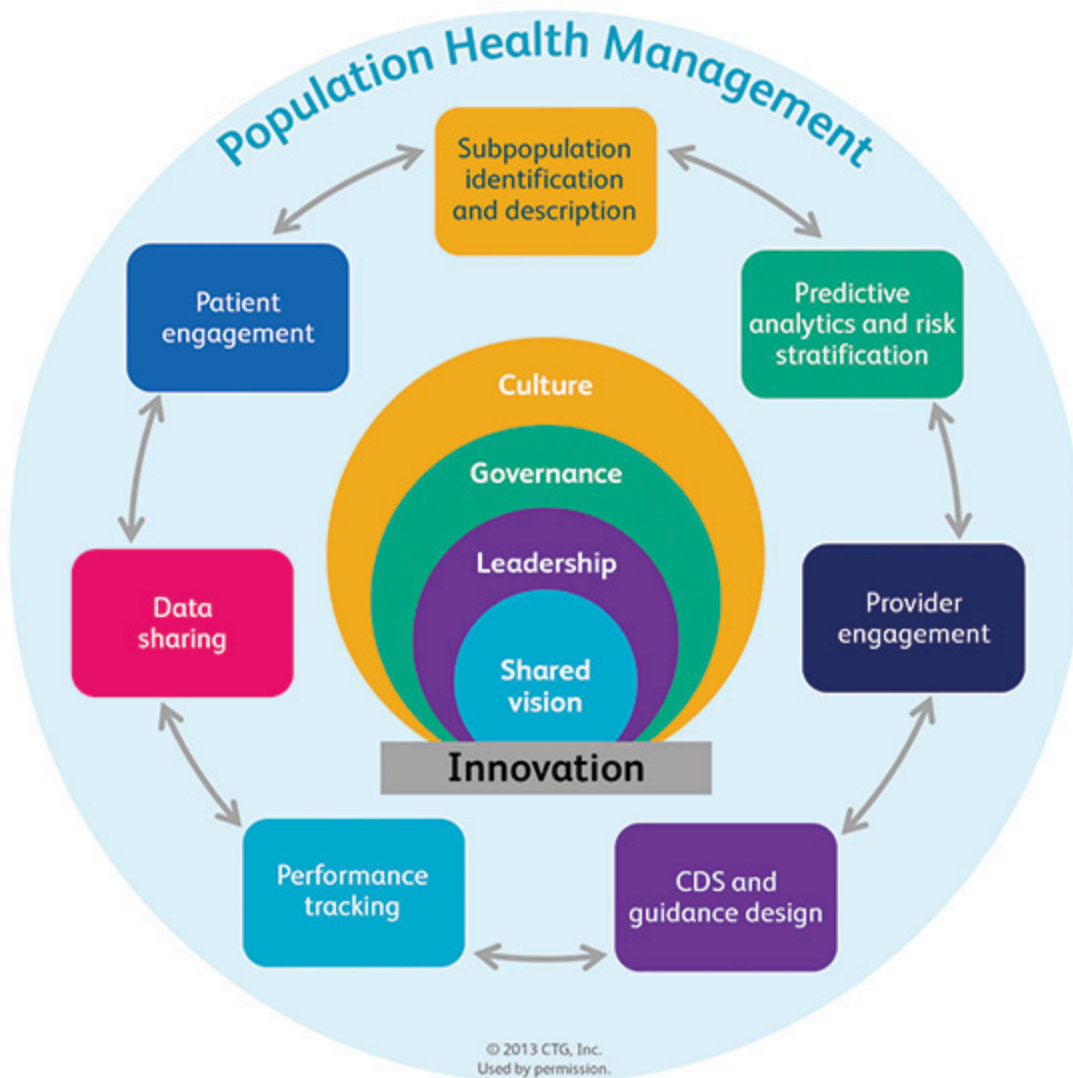 Population Health Management
Subpopulation
identification
and description
Patient
engagement
Predictive
analytics and risk
stratification
Culture
Governance
Leadership
Shared
vision
Innovation
Data
sharing
Provider
engagement
Performance
tracking
CDS and
guidance design
© 2013 CTG, Inc.
Used by permission.